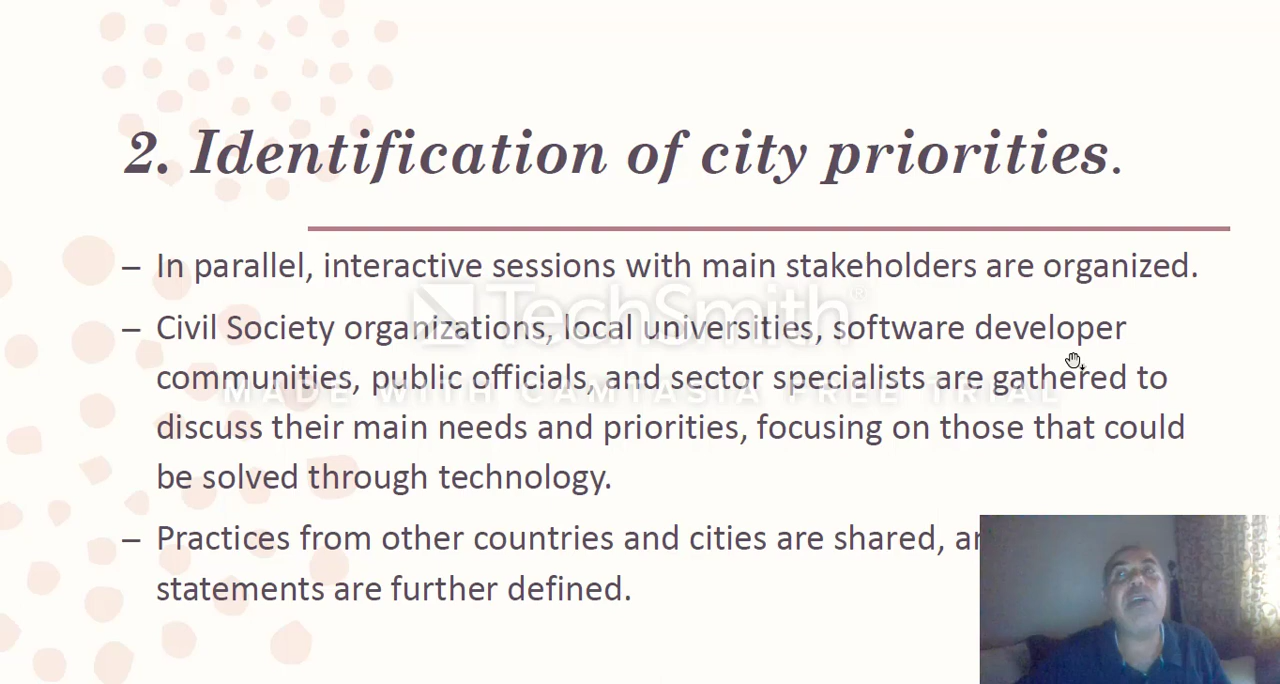 2. Identification of city priorities.
– In parallel, interactive sessions with main stakeholders are organized.
TechSmith®
– Civil Society organizations, local universities, software developer
communities, public officials, and sector specialists are gathered to
MADE WITH CAMTASIA FREE TRIAL
discuss their main needs and priorities, focusing on those that could
be solved through technology.
– Practices from other countries and cities are shared,
statements are further defined.